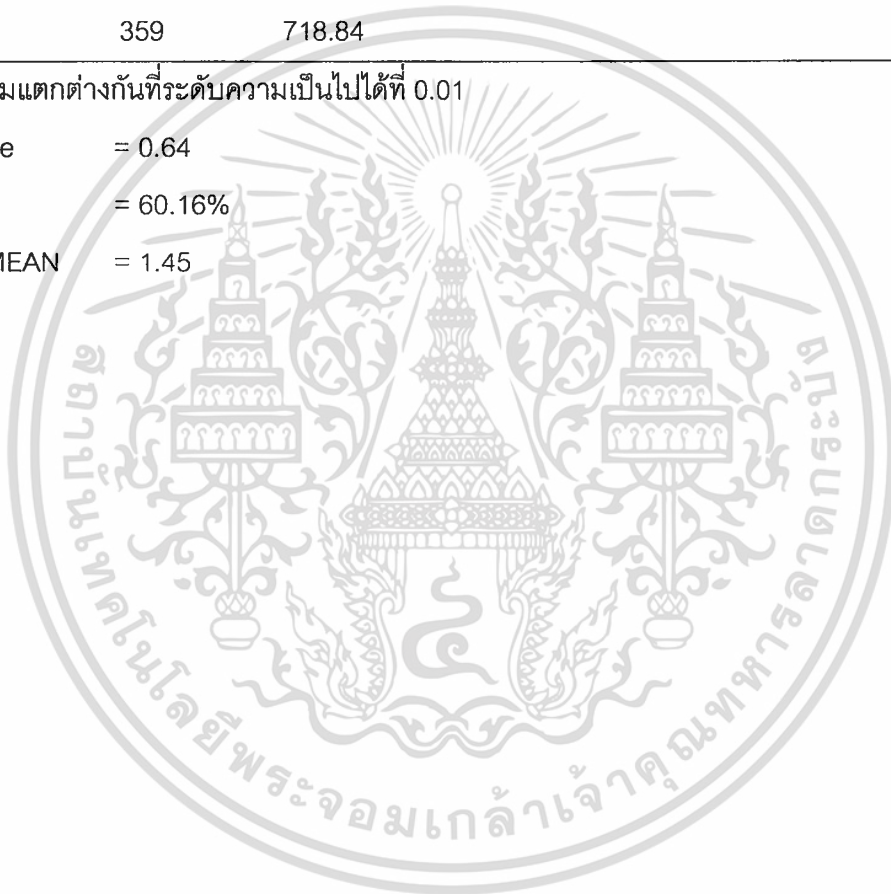 359 718.84
มแตกต่างกันที่ระดับความเป็นไปได้ที่ 0.01
e = 0.64
= 60.16%
MEAN = 1.45
สถาบันเทคโนโลยีพระจอมเกล้าเจ้าคุณทหารลาดกระบัง
๔